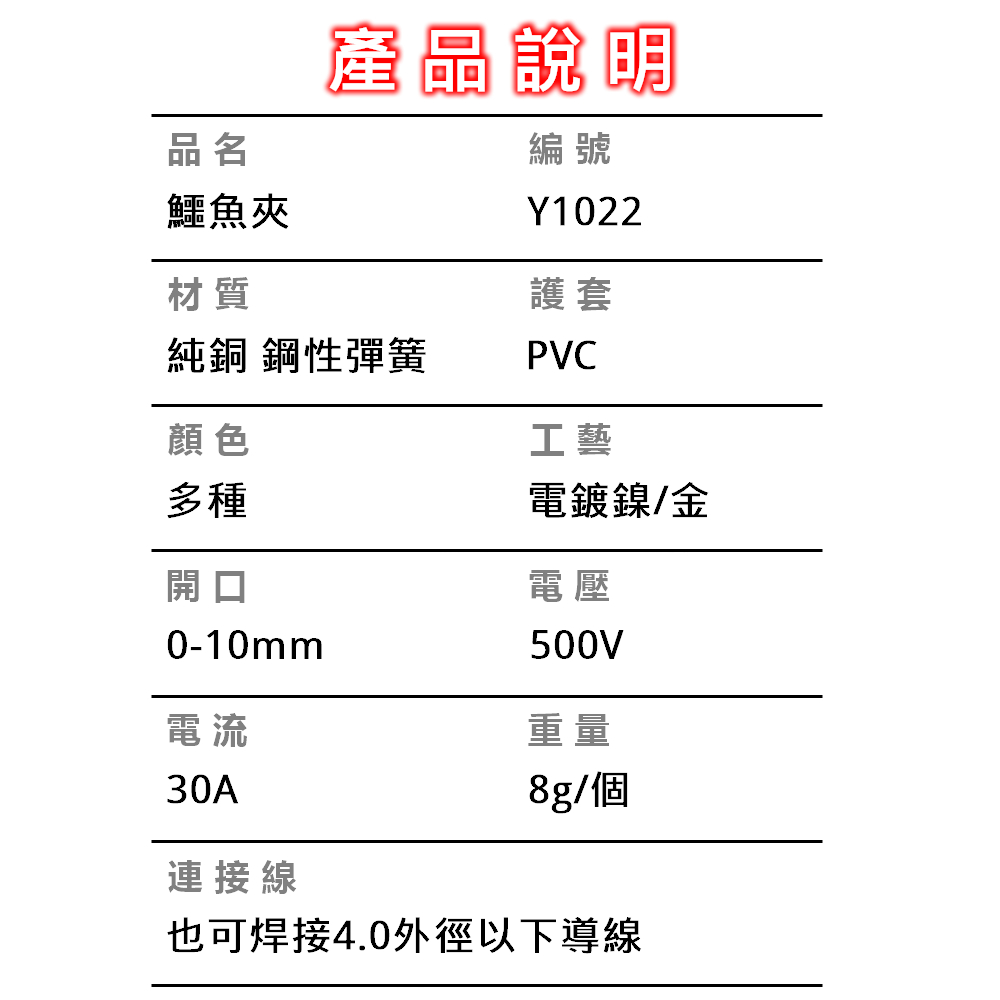 產品說明
品名 編號
鱷魚夾 Y1022
材質 護套
純銅 鋼性彈簧 PVC
顏色 工藝
多種 電鍍鎳/金
開口 電壓
0-10mm 500V
電流 重量
30A 8g/個
連接線
也可焊接4.0外徑以下導線